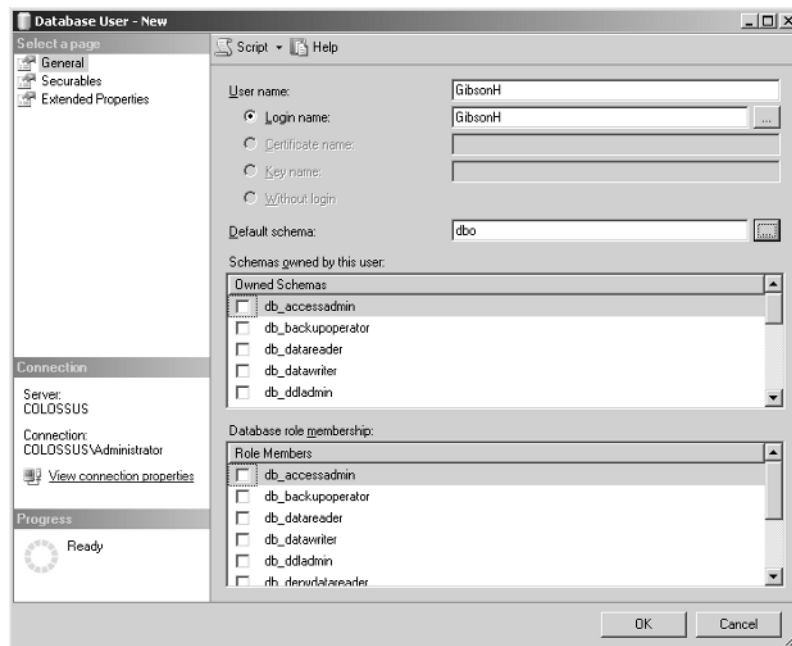 Database User - New
Select a page
General
Securables
Extended Properties
Script Help
User name: GibsonH
Login name: GibsonH ...
Certificate name:
Key name:
Without login
Default schema: dbo ...
Schemas owned by this user:
Owned Schemas
db_accessadmin
db_backupoperator
db_datareader
db_datawriter
db_ddladmin
Database role membership:
Role Members
db_accessadmin
db_backupoperator
db_datareader
db_datawriter
db_ddladmin
db_denydatareader
Connection
Server:
COLOSSUS
Connection:
COLOSSUS\Administrator
View connection properties
Progress
Ready
OK Cancel